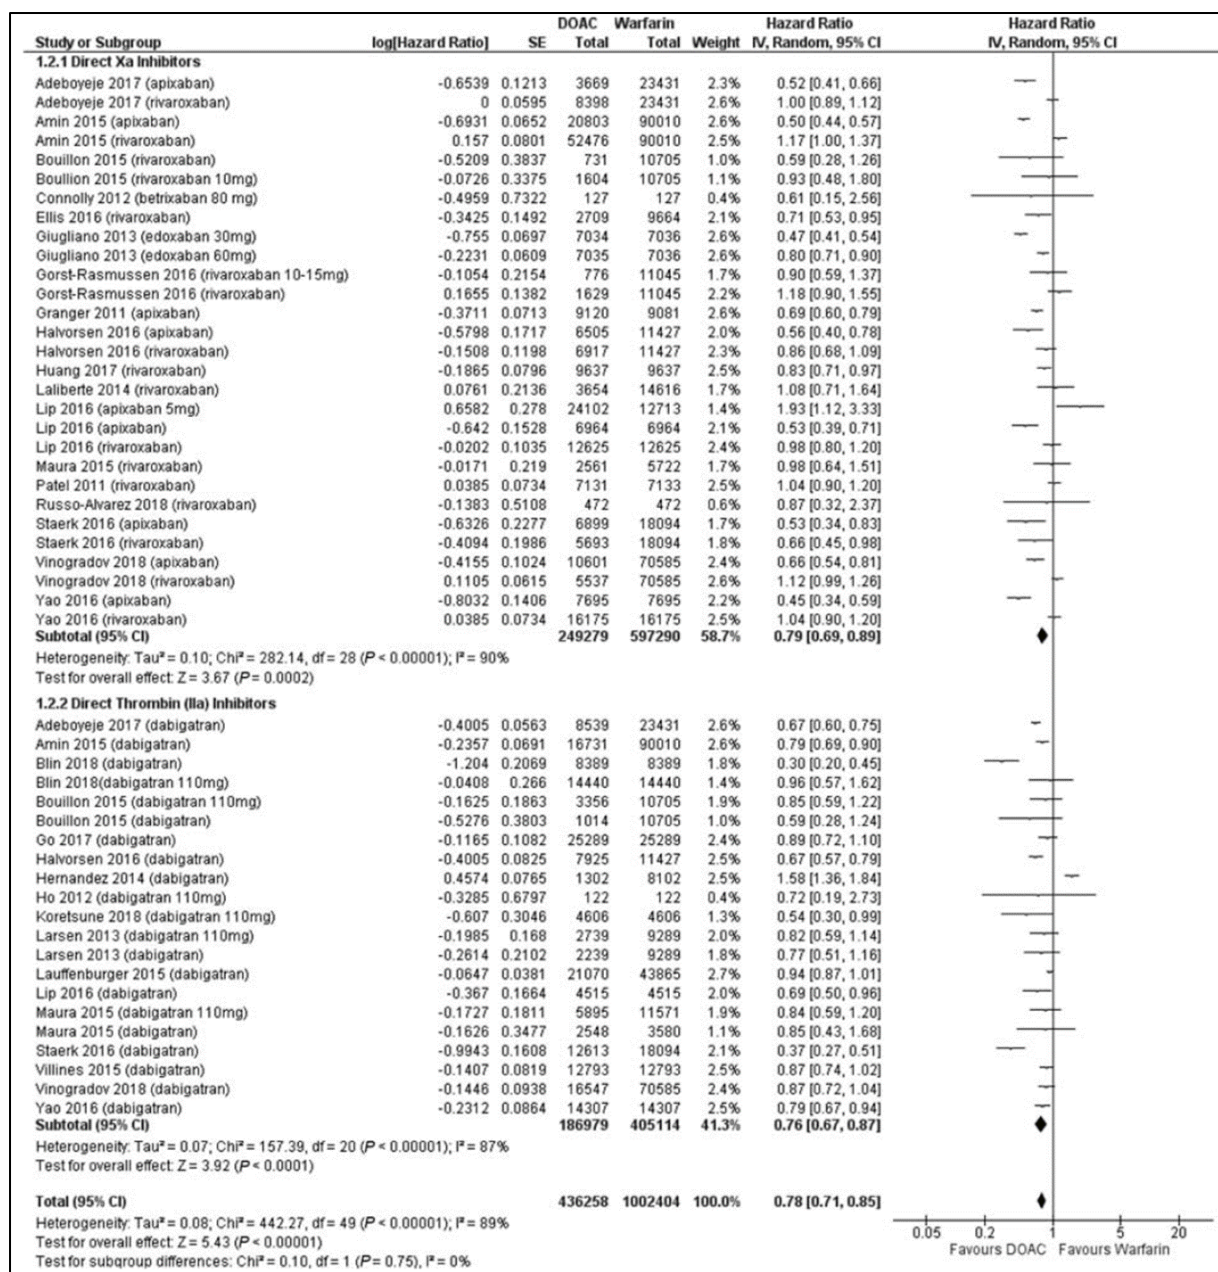 DOAC Warfarin Hazard Ratio Hazard Ratio
Study or Subgroup log[Hazard Ratio] SE Total Total Weight IV, Random, 95% CI IV, Random, 95% CI
1.2.1 Direct Xa Inhibitors
Adeboyeje 2017 (apixaban) -0.6539 0.1213 3669 23431 2.3% 0.52 [0.41, 0.66]
Adeboyeje 2017 (rivaroxaban) 0 0.0595 8398 23431 2.6% 1.00 [0.89, 1.12]
Amin 2015 (apixaban) -0.6931 0.0652 20803 90010 2.6% 0.50 [0.44, 0.57]
Amin 2015 (rivaroxaban) 0.157 0.0801 52476 90010 2.5% 1.17 [1.00, 1.37]
Bouillon 2015 (rivaroxaban) -0.5209 0.3837 731 10705 1.0% 0.59 [0.28, 1.26]
Boullion 2015 (rivaroxaban 10mg) -0.0726 0.3375 1604 10705 1.1% 0.93 [0.48, 1.80]
Connolly 2012 (betrixaban 80 mg) -0.4959 0.7322 127 127 0.4% 0.61 [0.15, 2.56]
Ellis 2016 (rivaroxaban) -0.3425 0.1492 2709 9664 2.1% 0.71 [0.53, 0.95]
Giugliano 2013 (edoxaban 30mg) -0.755 0.0697 7034 7036 2.6% 0.47 [0.41, 0.54]
Giugliano 2013 (edoxaban 60mg) -0.2231 0.0609 7035 7036 2.6% 0.80 [0.71, 0.90]
Gorst-Rasmussen 2016 (rivaroxaban 10-15mg) -0.1054 0.2154 776 11045 1.7% 0.90 [0.59, 1.37]
Gorst-Rasmussen 2016 (rivaroxaban) 0.1655 0.1382 1629 11045 2.2% 1.18 [0.90, 1.55]
Granger 2011 (apixaban) -0.3711 0.0713 9120 9081 2.6% 0.69 [0.60, 0.79]
Halvorsen 2016 (apixaban) -0.5798 0.1717 6505 11427 2.0% 0.56 [0.40, 0.78]
Halvorsen 2016 (rivaroxaban) -0.1508 0.1198 6917 11427 2.3% 0.86 [0.68, 1.09]
Huang 2017 (rivaroxaban) -0.1865 0.0796 9637 9637 2.5% 0.83 [0.71, 0.97]
Laliberte 2014 (rivaroxaban) 0.0761 0.2136 3654 14616 1.7% 1.08 [0.71, 1.64]
Lip 2016 (apixaban 5mg) 0.6582 0.278 24102 12713 1.4% 1.93 [1.12, 3.33]
Lip 2016 (apixaban) -0.642 0.1528 6964 6964 2.1% 0.53 [0.39, 0.71]
Lip 2016 (rivaroxaban) -0.0202 0.1035 12625 12625 2.4% 0.98 [0.80, 1.20]
Maura 2015 (rivaroxaban) -0.0171 0.219 2561 5722 1.7% 0.98 [0.64, 1.51]
Patel 2011 (rivaroxaban) 0.0385 0.0734 7131 7133 2.5% 1.04 [0.90, 1.20]
Russo-Alvarez 2018 (rivaroxaban) -0.1383 0.5108 472 472 0.6% 0.87 [0.32, 2.37]
Staerk 2016 (apixaban) -0.6326 0.2277 6899 18094 1.7% 0.53 [0.34, 0.83]
Staerk 2016 (rivaroxaban) -0.4094 0.1986 5693 18094 1.8% 0.66 [0.45, 0.98]
Vinogradov 2018 (apixaban) -0.4155 0.1024 10601 70585 2.4% 0.66 [0.54, 0.81]
Vinogradov 2018 (rivaroxaban) 0.1105 0.0615 5537 70585 2.6% 1.12 [0.99, 1.26]
Yao 2016 (apixaban) -0.8032 0.1406 7695 7695 2.2% 0.45 [0.34, 0.59]
Yao 2016 (rivaroxaban) 0.0385 0.0734 16175 16175 2.5% 1.04 [0.90, 1.20]
Subtotal (95% CI) 249279 597290 58.7% 0.79 [0.69, 0.89]
Heterogeneity: Tau² = 0.10; Chi² = 282.14, df = 28 (P < 0.00001); I² = 90%
Test for overall effect: Z = 3.67 (P = 0.0002)
1.2.2 Direct Thrombin (IIa) Inhibitors
Adeboyeje 2017 (dabigatran) -0.4005 0.0563 8539 23431 2.6% 0.67 [0.60, 0.75]
Amin 2015 (dabigatran) -0.2357 0.0691 16731 90010 2.6% 0.79 [0.69, 0.90]
Blin 2018 (dabigatran) -1.204 0.2069 8389 8389 1.8% 0.30 [0.20, 0.45]
Blin 2018(dabigatran 110mg) -0.0408 0.266 14440 14440 1.4% 0.96 [0.57, 1.62]
Bouillon 2015 (dabigatran 110mg) -0.1625 0.1863 3356 10705 1.9% 0.85 [0.59, 1.22]
Bouillon 2015 (dabigatran) -0.5276 0.3803 1014 10705 1.0% 0.59 [0.28, 1.24]
Go 2017 (dabigatran) -0.1165 0.1082 25289 25289 2.4% 0.89 [0.72, 1.10]
Halvorsen 2016 (dabigatran) -0.4005 0.0825 7925 11427 2.5% 0.67 [0.57, 0.79]
Hernandez 2014 (dabigatran) 0.4574 0.0765 1302 8102 2.5% 1.58 [1.36, 1.84]
Ho 2012 (dabigatran 110mg) -0.3285 0.6797 122 122 0.4% 0.72 [0.19, 2.73]
Koretsune 2018 (dabigatran 110mg) -0.607 0.3046 4606 4606 1.3% 0.54 [0.30, 0.99]
Larsen 2013 (dabigatran 110mg) -0.1985 0.168 2739 9289 2.0% 0.82 [0.59, 1.14]
Larsen 2013 (dabigatran) -0.2614 0.2102 2239 9289 1.8% 0.77 [0.51, 1.16]
Lauffenburger 2015 (dabigatran) -0.0647 0.0381 21070 43865 2.7% 0.94 [0.87, 1.01]
Lip 2016 (dabigatran) -0.367 0.1664 4515 4515 2.0% 0.69 [0.50, 0.96]
Maura 2015 (dabigatran 110mg) -0.1727 0.1811 5895 11571 1.9% 0.84 [0.59, 1.20]
Maura 2015 (dabigatran) -0.1626 0.3477 2548 3580 1.1% 0.85 [0.43, 1.68]
Staerk 2016 (dabigatran) -0.9943 0.1608 12613 18094 2.1% 0.37 [0.27, 0.51]
Villines 2015 (dabigatran) -0.1407 0.0819 12793 12793 2.5% 0.87 [0.74, 1.02]
Vinogradov 2018 (dabigatran) -0.1446 0.0938 16547 70585 2.4% 0.87 [0.72, 1.04]
Yao 2016 (dabigatran) -0.2312 0.0864 14307 14307 2.5% 0.79 [0.67, 0.94]
Subtotal (95% CI) 186979 405114 41.3% 0.76 [0.67, 0.87]
Heterogeneity: Tau² = 0.07; Chi² = 157.39, df = 20 (P < 0.00001); I² = 87%
Test for overall effect: Z = 3.92 (P < 0.0001)
Total (95% CI) 436258 1002404 100.0% 0.78 [0.71, 0.85]
Heterogeneity: Tau² = 0.08; Chi² = 442.27, df = 49 (P < 0.00001); I² = 89%
Test for overall effect: Z = 5.43 (P < 0.00001)
Test for subgroup differences: Chi² = 0.10, df = 1 (P = 0.75), I² = 0%
0.05 0.2 1 5 20
Favours DOAC Favours Warfarin